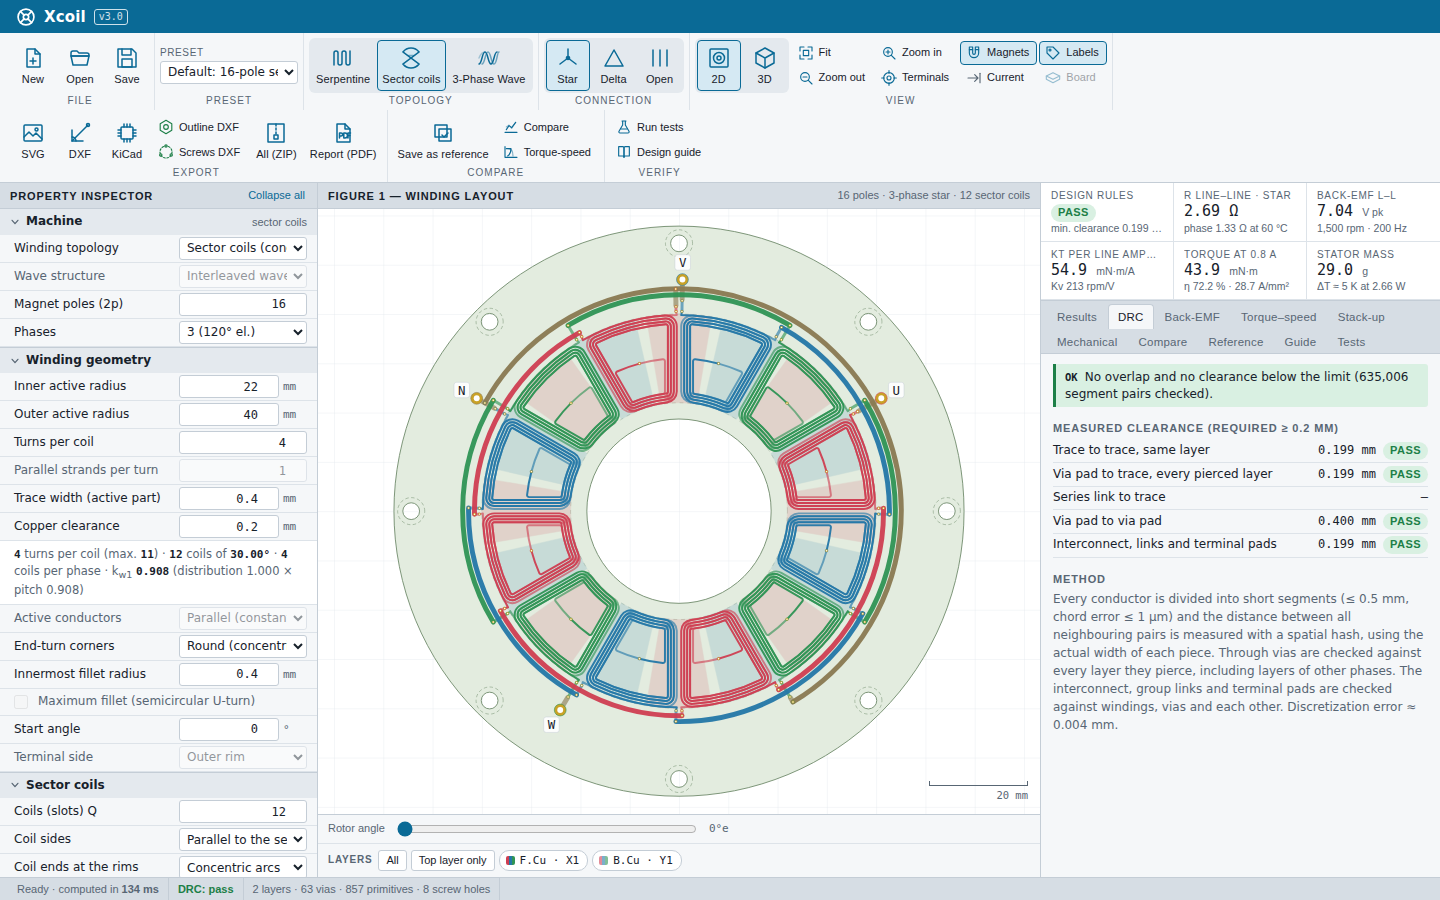 Xcoil v3.0
New Open Save
FILE
PRESET
Default: 16-pole se
PRESET
Serpentine Sector coils 3-Phase Wave
TOPOLOGY
Star Delta Open
CONNECTION
2D 3D
Fit Zoom in Magnets Labels
Zoom out Terminals Current Board
VIEW
SVG DXF KiCad
Outline DXF
Screws DXF
All (ZIP) Report (PDF)
EXPORT
Save as reference
Compare
Torque-speed
COMPARE
Run tests
Design guide
VERIFY
PROPERTY INSPECTOR Collapse all
Machine sector coils
Winding topology Sector coils (con
Wave structure Interleaved wave
Magnet poles (2p) 16
Phases 3 (120° el.)
Winding geometry
Inner active radius 22 mm
Outer active radius 40 mm
Turns per coil 4
Parallel strands per turn 1
Trace width (active part) 0.4 mm
Copper clearance 0.2 mm
4 turns per coil (max. 11) · 12 coils of 30.00° · 4
coils per phase · kw1 0.908 (distribution 1.000 ×
pitch 0.908)
Active conductors Parallel (constan
End-turn corners Round (concentr
Innermost fillet radius 0.4 mm
Maximum fillet (semicircular U-turn)
Start angle 0 °
Terminal side Outer rim
Sector coils
Coils (slots) Q 12
Coil sides Parallel to the se
Coil ends at the rims Concentric arcs
FIGURE 1 — WINDING LAYOUT 16 poles · 3-phase star · 12 sector coils
V
N
U
W
20 mm
Rotor angle 0°e
LAYERS All Top layer only F.Cu · X1 B.Cu · Y1
DESIGN RULES
PASS
min. clearance 0.199 …
R LINE–LINE · STAR
2.69 Ω
phase 1.33 Ω at 60 °C
BACK-EMF L–L
7.04 V pk
1,500 rpm · 200 Hz
KT PER LINE AMP…
54.9 mN·m/A
Kv 213 rpm/V
TORQUE AT 0.8 A
43.9 mN·m
η 72.2 % · 28.7 A/mm²
STATOR MASS
29.0 g
ΔT ≈ 5 K at 2.66 W
Results DRC Back-EMF Torque–speed Stack-up
Mechanical Compare Reference Guide Tests
OK No overlap and no clearance below the limit (635,006
segment pairs checked).
MEASURED CLEARANCE (REQUIRED ≥ 0.2 MM)
Trace to trace, same layer 0.199 mm PASS
Via pad to trace, every pierced layer 0.199 mm PASS
Series link to trace —
Via pad to via pad 0.400 mm PASS
Interconnect, links and terminal pads 0.199 mm PASS
METHOD
Every conductor is divided into short segments (≤ 0.5 mm,
chord error ≤ 1 µm) and the distance between all
neighbouring pairs is measured with a spatial hash, using the
actual width of each piece. Through vias are checked against
every layer they pierce, including layers of other phases. The
interconnect, group links and terminal pads are checked
against windings, vias and each other. Discretization error ≈
0.004 mm.
Ready · computed in 134 ms DRC: pass 2 layers · 63 vias · 857 primitives · 8 screw holes